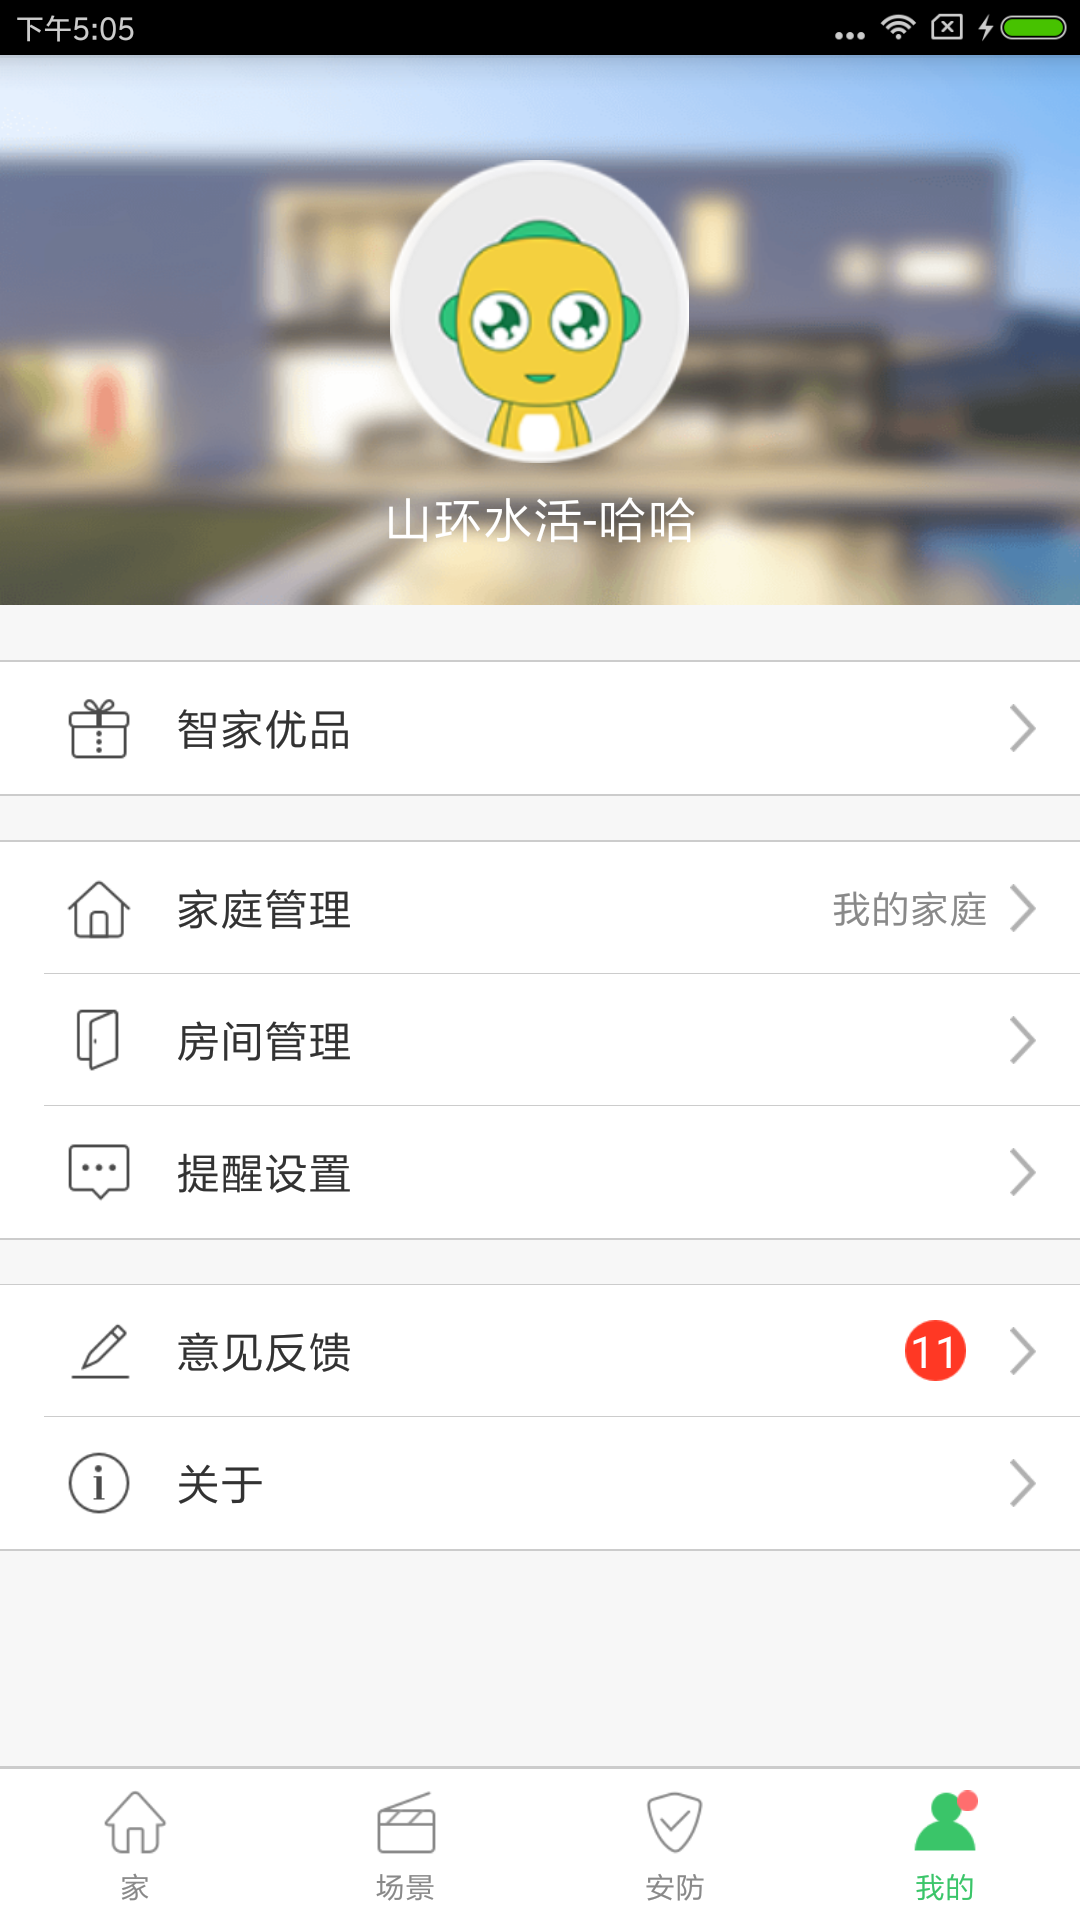 下午5:05
山环水活-哈哈
智家优品
家庭管理 我的家庭
房间管理
提醒设置
意见反馈 11
关于
家 场景 安防 我的